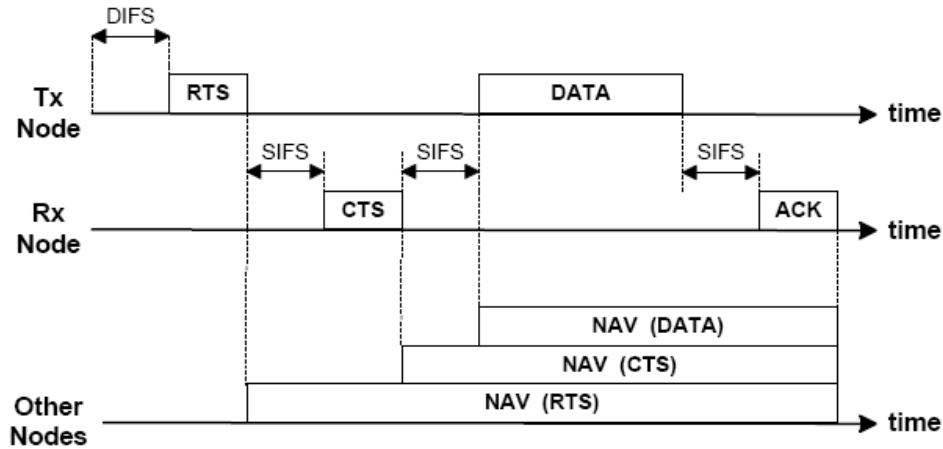 DIFS
RTS
DATA
Tx
Node
time
SIFS
SIFS
SIFS
CTS
ACK
Rx
Node
time
NAV (DATA)
NAV (CTS)
NAV (RTS)
Other
Nodes
time